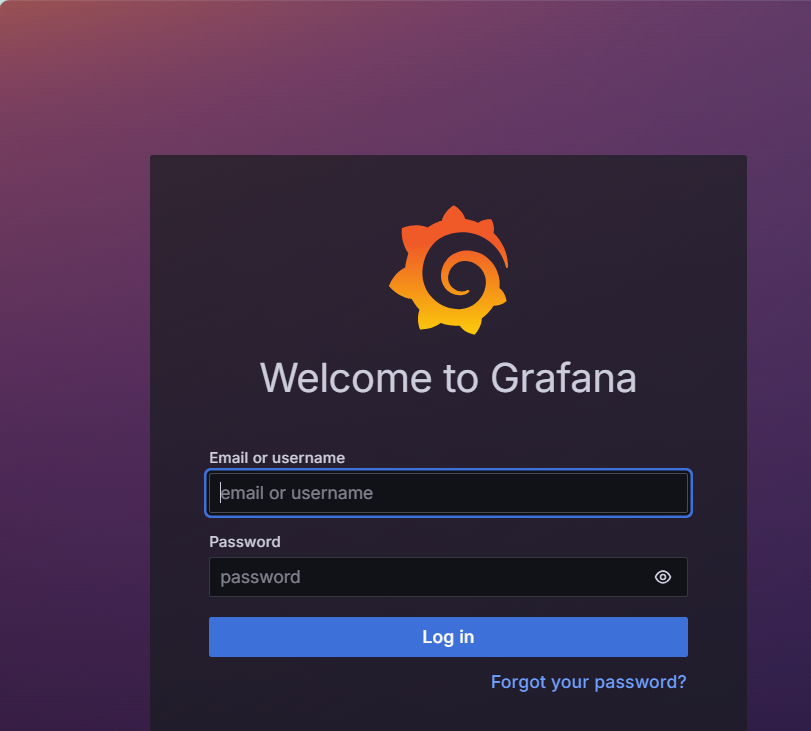 Welcome to Grafana
Email or username
email or username
Password
password
Log in
Forgot your password?